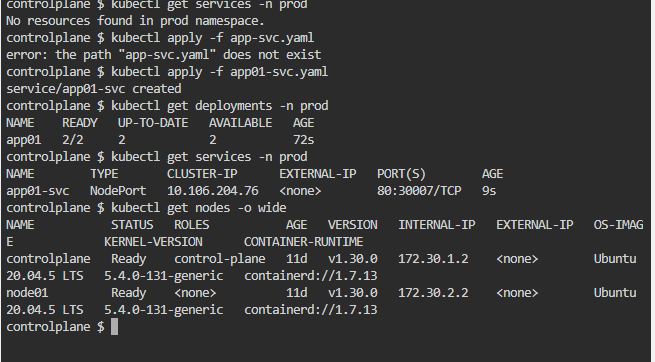 controlplane $ kubectl get services -n prod
No resources found in prod namespace.
controlplane $ kubectl apply -f app-svc.yaml
error: the path "app-svc.yaml" does not exist
controlplane $ kubectl apply -f app01-svc.yaml
service/app01-svc created
controlplane $ kubectl get deployments -n prod
NAME    READY   UP-TO-DATE   AVAILABLE   AGE
app01   2/2     2            2           72s
controlplane $ kubectl get services -n prod
NAME        TYPE       CLUSTER-IP      EXTERNAL-IP   PORT(S)        AGE
app01-svc   NodePort   10.106.204.76   <none>        80:30007/TCP   9s
controlplane $ kubectl get nodes -o wide
NAME           STATUS   ROLES           AGE   VERSION   INTERNAL-IP   EXTERNAL-IP   OS-IMAG
E             KERNEL-VERSION      CONTAINER-RUNTIME
controlplane   Ready    control-plane   11d   v1.30.0   172.30.1.2    <none>        Ubuntu
20.04.5 LTS   5.4.0-131-generic   containerd://1.7.13
node01         Ready    <none>          11d   v1.30.0   172.30.2.2    <none>        Ubuntu
20.04.5 LTS   5.4.0-131-generic   containerd://1.7.13
controlplane $